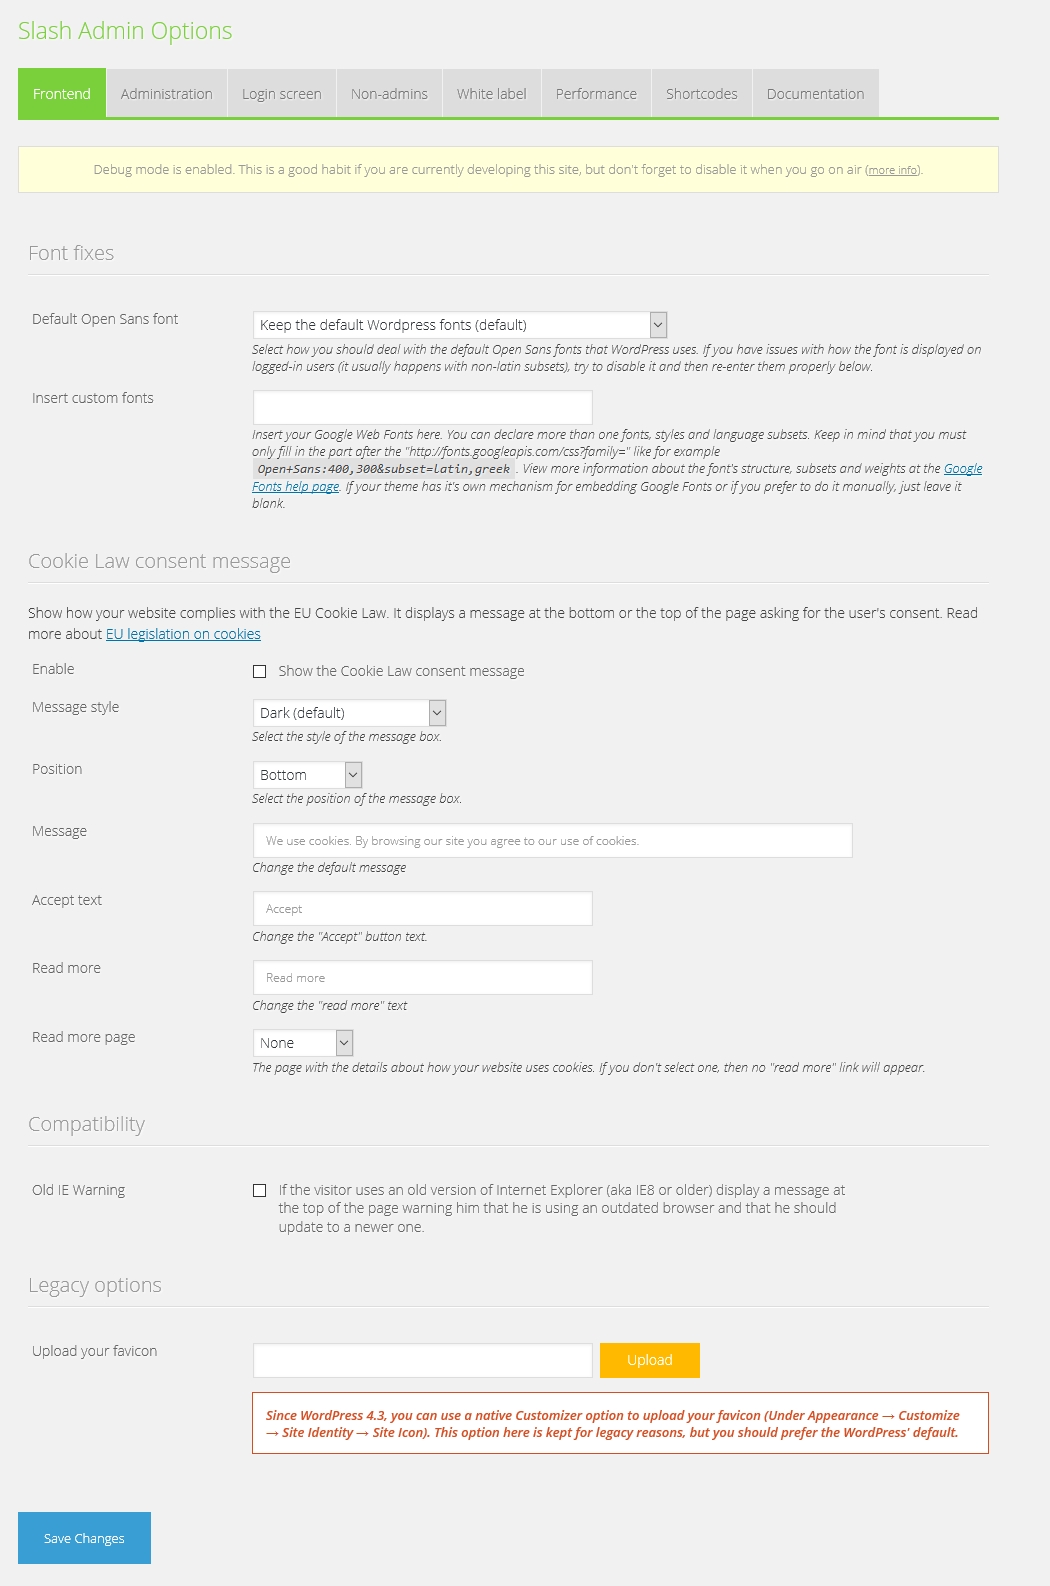 Slash Admin Options
Frontend Administration Login screen Non-admins White label Performance Shortcodes Documentation
Debug mode is enabled. This is a good habit if you are currently developing this site, but don't forget to disable it when you go on air (more info).
Font fixes
Default Open Sans font
Keep the default Wordpress fonts (default)
Select how you should deal with the default Open Sans fonts that WordPress uses. If you have issues with how the font is displayed on
logged-in users (it usually happens with non-latin subsets), try to disable it and then re-enter them properly below.
Insert custom fonts
Insert your Google Web Fonts here. You can declare more than one fonts, styles and language subsets. Keep in mind that you must
only fill in the part after the "http://fonts.googleapis.com/css?family=" like for example
Open+Sans:400,300&subset=latin,greek . View more information about the font's structure, subsets and weights at the Google
Fonts help page. If your theme has it's own mechanism for embedding Google Fonts or if you prefer to do it manually, just leave it
blank.
Cookie Law consent message
Show how your website complies with the EU Cookie Law. It displays a message at the bottom or the top of the page asking for the user's consent. Read
more about EU legislation on cookies
Enable
Show the Cookie Law consent message
Message style
Dark (default)
Select the style of the message box.
Position
Bottom
Select the position of the message box.
Message
We use cookies. By browsing our site you agree to our use of cookies.
Change the default message
Accept text
Accept
Change the "Accept" button text.
Read more
Read more
Change the "read more" text
Read more page
None
The page with the details about how your website uses cookies. If you don't select one, then no "read more" link will appear.
Compatibility
Old IE Warning
If the visitor uses an old version of Internet Explorer (aka IE8 or older) display a message at
the top of the page warning him that he is using an outdated browser and that he should
update to a newer one.
Legacy options
Upload your favicon
Upload
Since WordPress 4.3, you can use a native Customizer option to upload your favicon (Under Appearance → Customize
→ Site Identity → Site Icon). This option here is kept for legacy reasons, but you should prefer the WordPress' default.
Save Changes